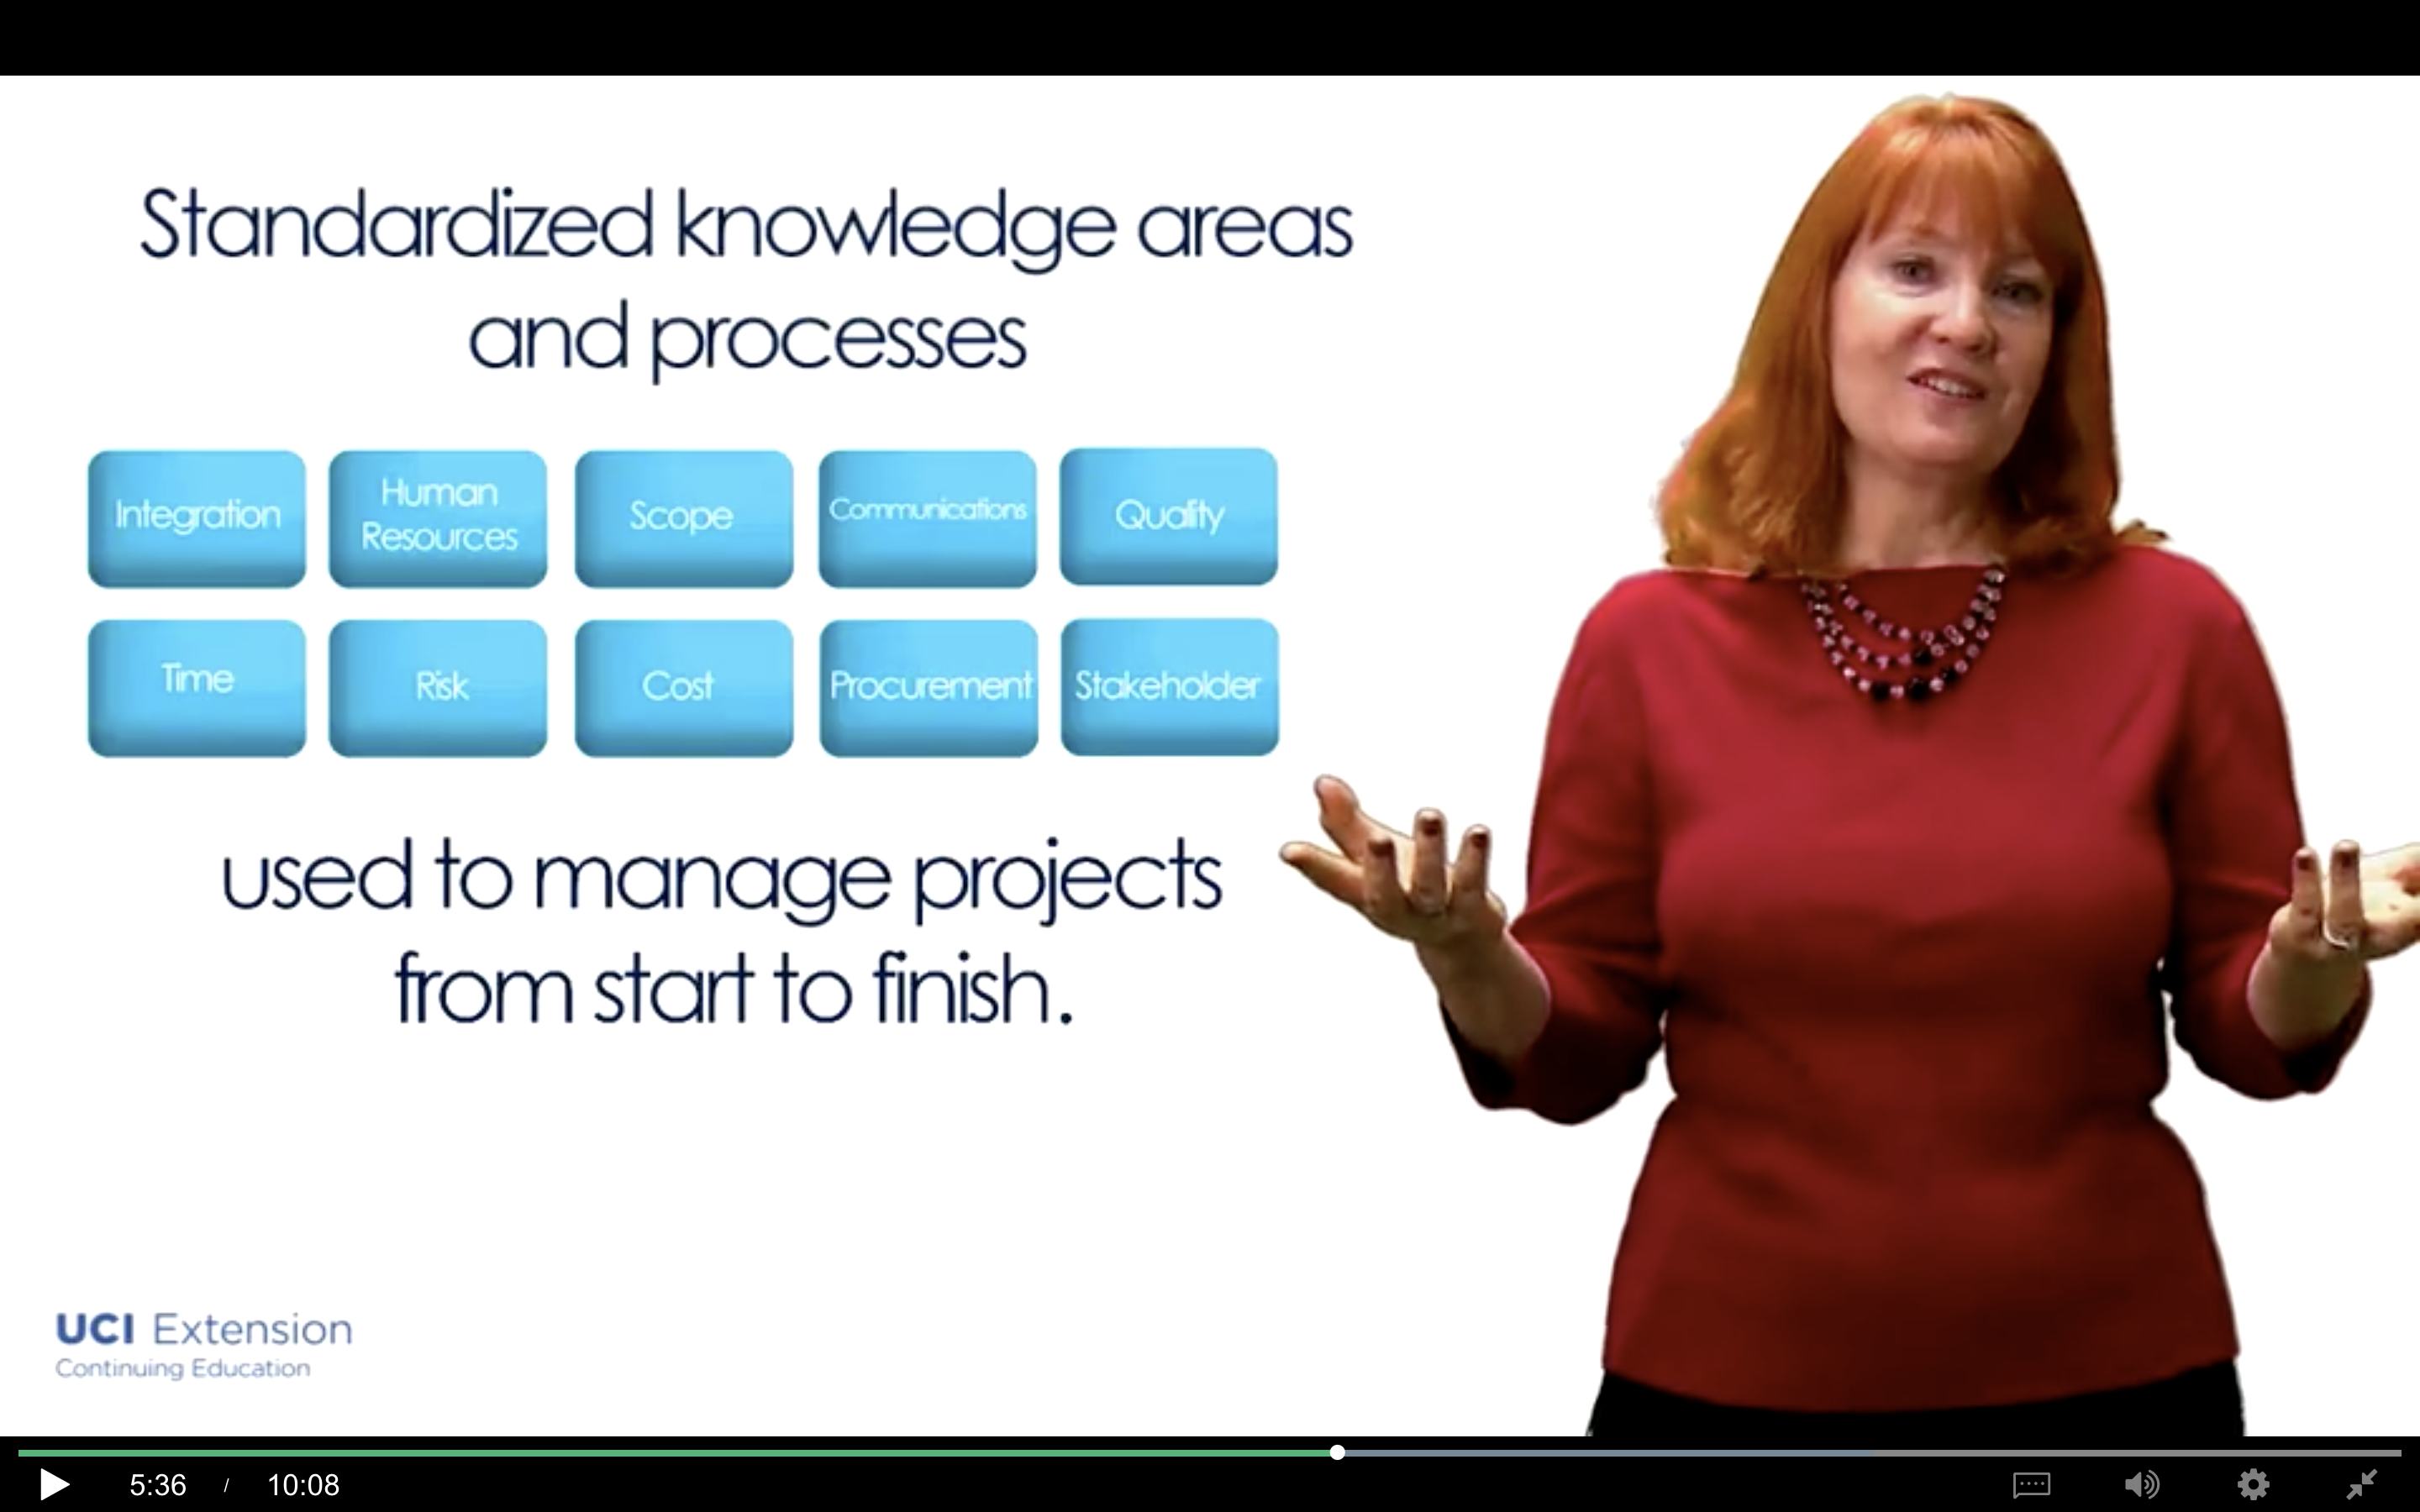 Standardized knowledge areas
and processes
Integration
Human
Resources
Scope
Communications
Quality
Time
Risk
Cost
Procurement
Stakeholder
used to manage projects
from start to finish.
UCI Extension
Continuing Education
5:36 / 10:08